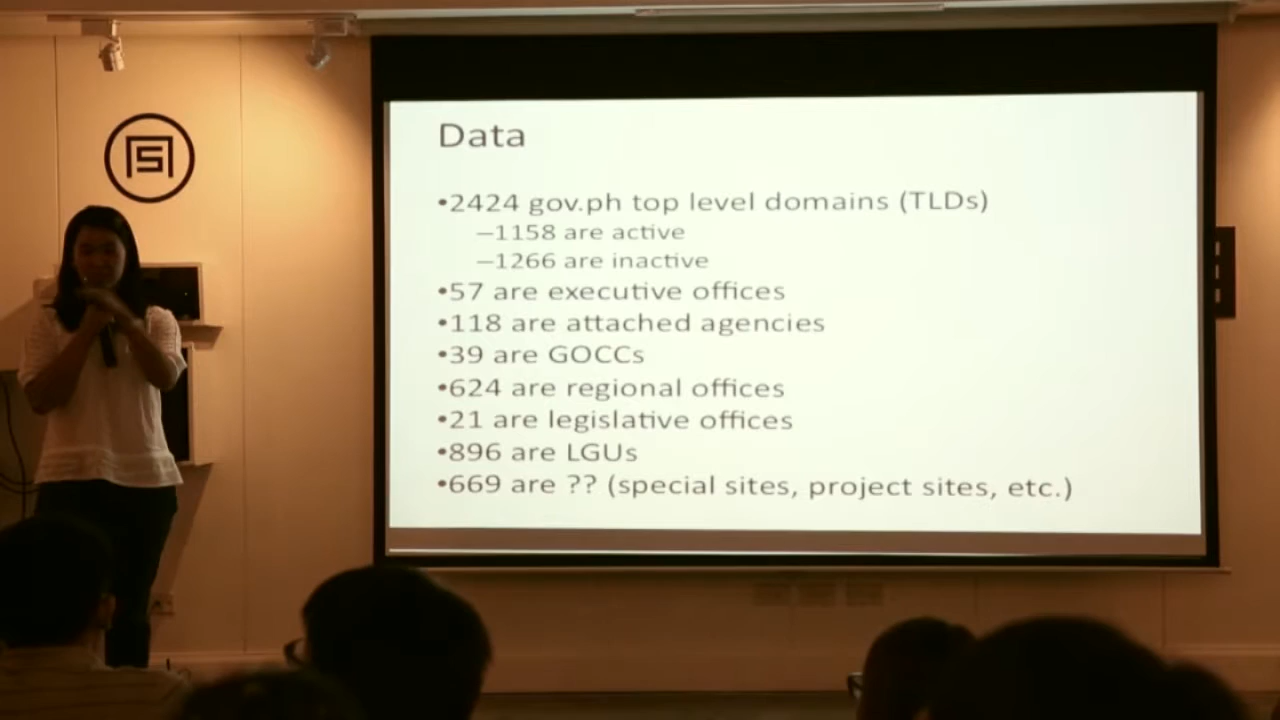 Data
•2424 gov.ph top level domains (TLDs)
–1158 are active
–1266 are inactive
•57 are executive offices
•118 are attached agencies
•39 are GOCCs
•624 are regional offices
•21 are legislative offices
•896 are LGUs
•669 are ?? (special sites, project sites, etc.)